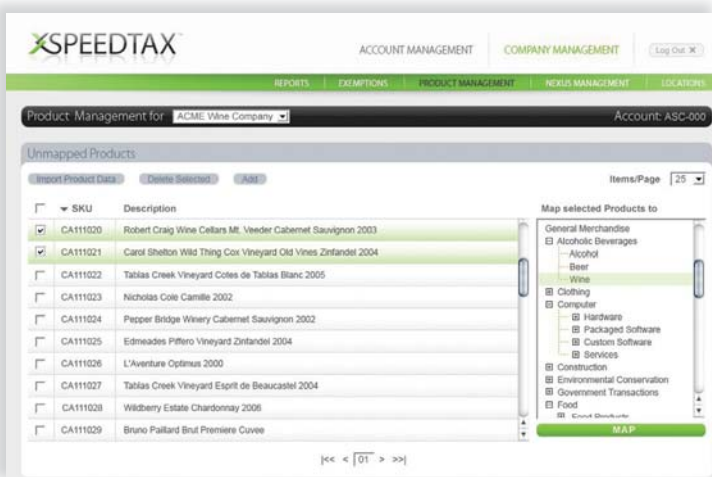 XSPEEDTAX
ACCOUNT MANAGEMENT COMPANY MANAGEMENT Log Out X
REPORTS EXEMPTIONS PRODUCT MANAGEMENT NEXUS MANAGEMENT LOCATIONS
Product Management for ACME Wine Company Account: ASC-000
Unmapped Products
Import Product Data Delete Selected Add Items/Page 25
SKU Description Map selected Products to
CA111020 Robert Craig Wine Cellars Mt. Veeder Cabernet Sauvignon 2003
CA111021 Carol Shelton Wild Thing Cox Vineyard Old Vines Zinfandel 2004
CA111022 Tablas Creek Vineyard Cotes de Tablas Blanc 2005
CA111023 Nicholas Cole Camille 2002
CA111024 Pepper Bridge Winery Cabernet Sauvignon 2002
CA111025 Edmeades Piffero Vineyard Zinfandel 2004
CA111026 L'Aventure Optimus 2000
CA111027 Tablas Creek Vineyard Esprit de Beaucastel 2004
CA111028 Wildberry Estate Chardonnay 2006
CA111029 Bruno Paillard Brut Premiere Cuvee
General Merchandise
Alcoholic Beverages
Alcohol
Beer
Wine
Clothing
Computer
Hardware
Packaged Software
Custom Software
Services
Construction
Environmental Conservation
Government Transactions
Food
Food Products
MAP
|<< < 01 > >>|